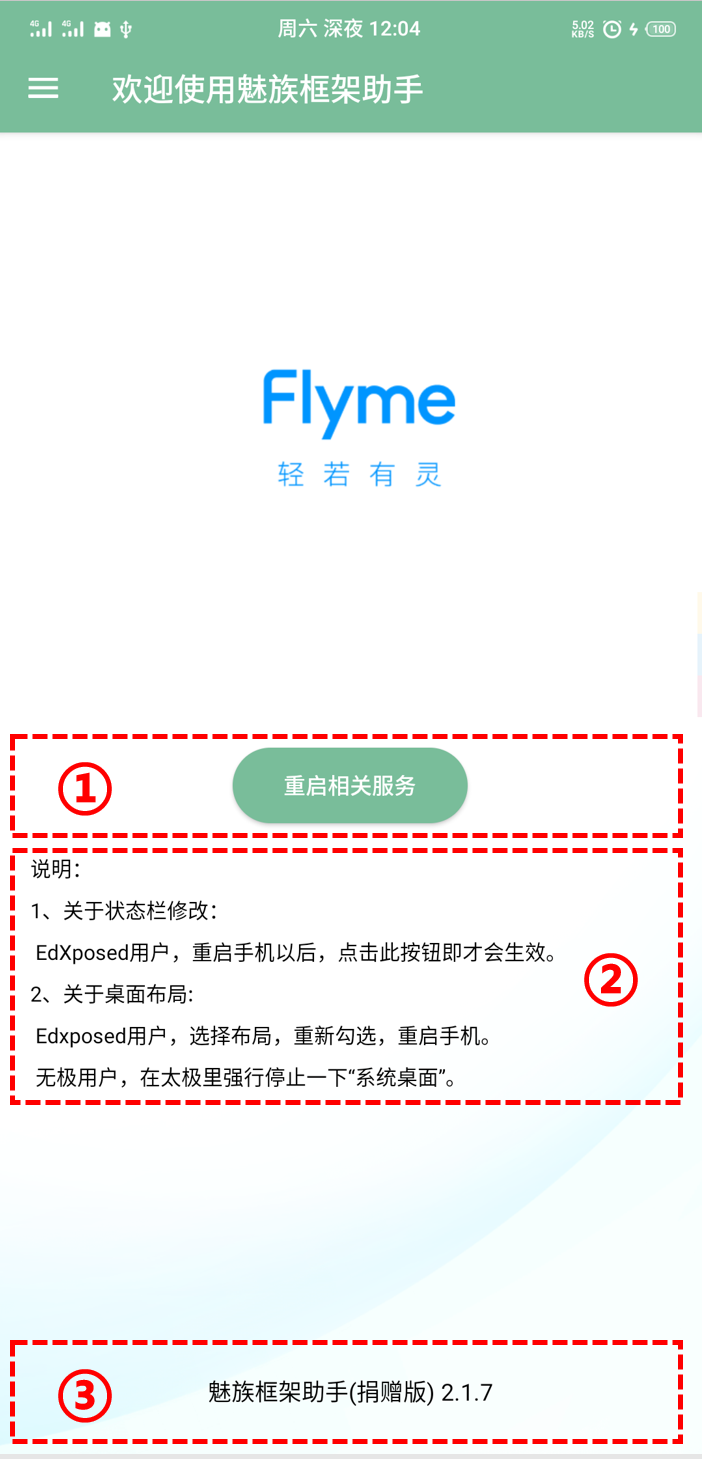 4G 4G 周六 深夜 12:04 5.02 KB/S 100
欢迎使用魅族框架助手
Flyme
轻若有灵
① 重启相关服务
说明：
1、关于状态栏修改：
EdXposed用户，重启手机以后，点击此按钮即才会生效。
②
2、关于桌面布局:
Edxposed用户，选择布局，重新勾选，重启手机。
无极用户，在太极里强行停止一下“系统桌面”。
③ 魅族框架助手(捐赠版) 2.1.7